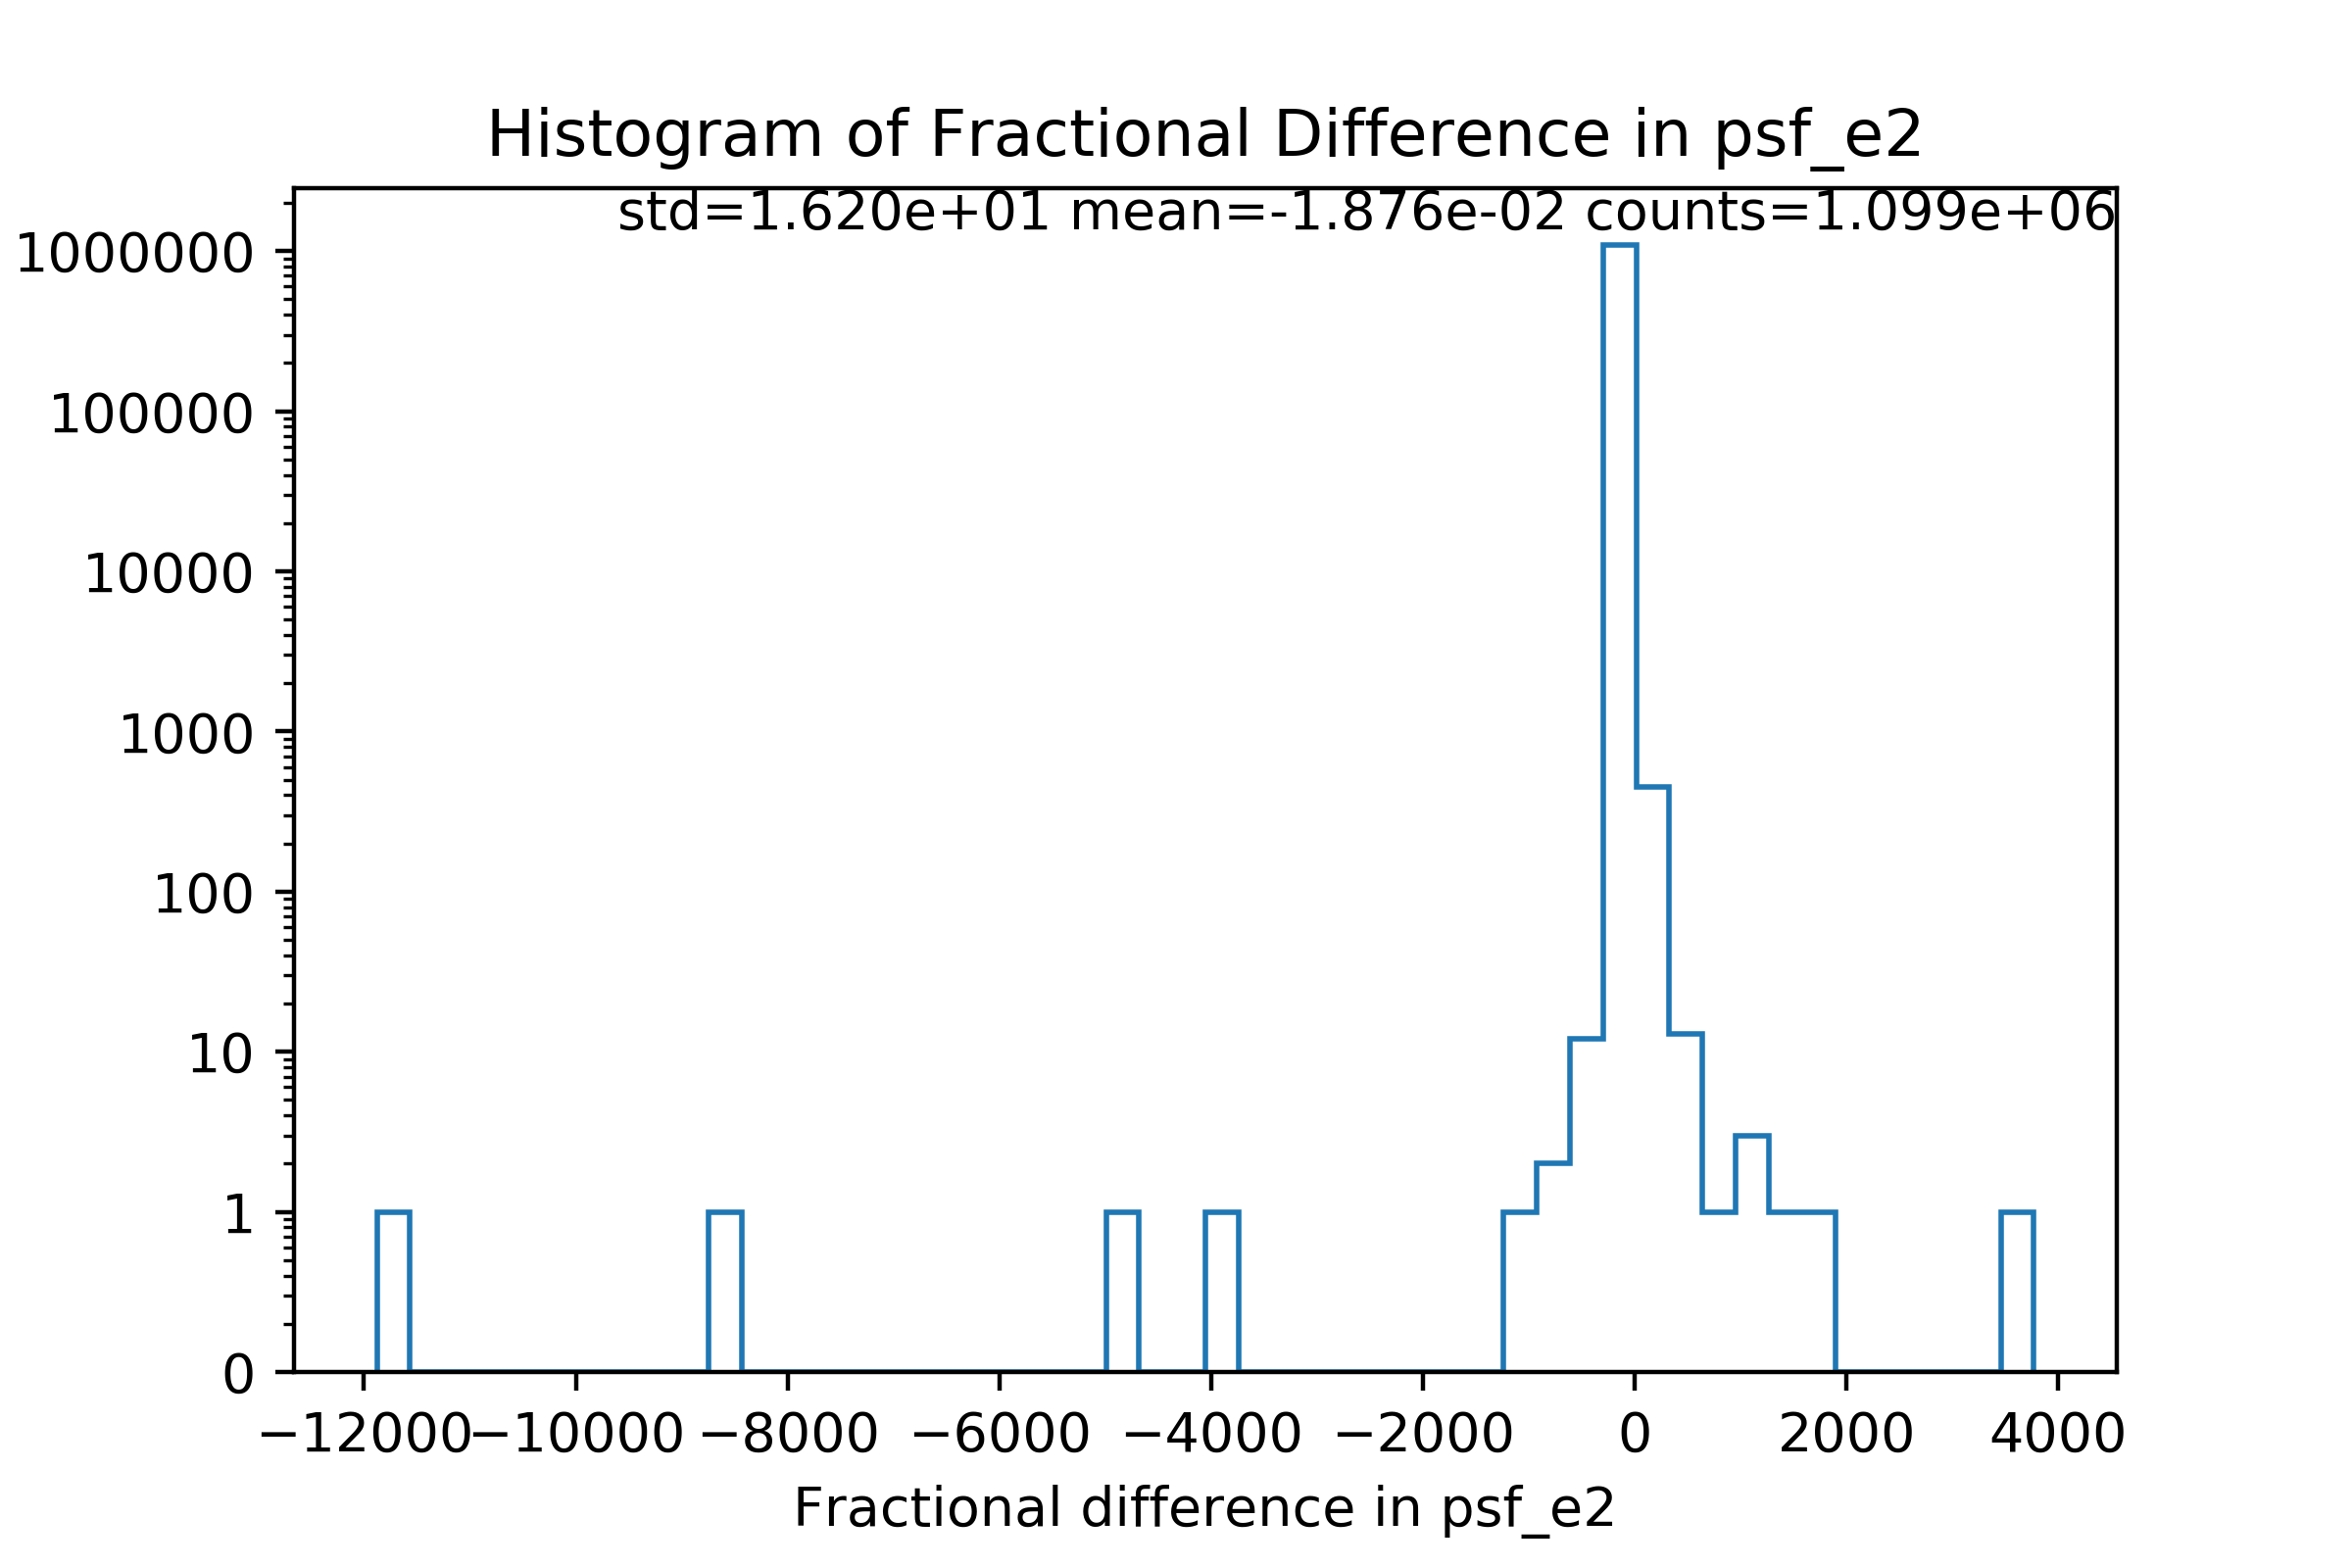 Histogram of Fractional Difference in psf_e2
std=1.620e+01 mean=-1.876e-02 counts=1.099e+06
1000000
100000
10000
1000
100
10
1
0
−12000 −10000 −8000 −6000 −4000 −2000 0 2000 4000
Fractional difference in psf_e2